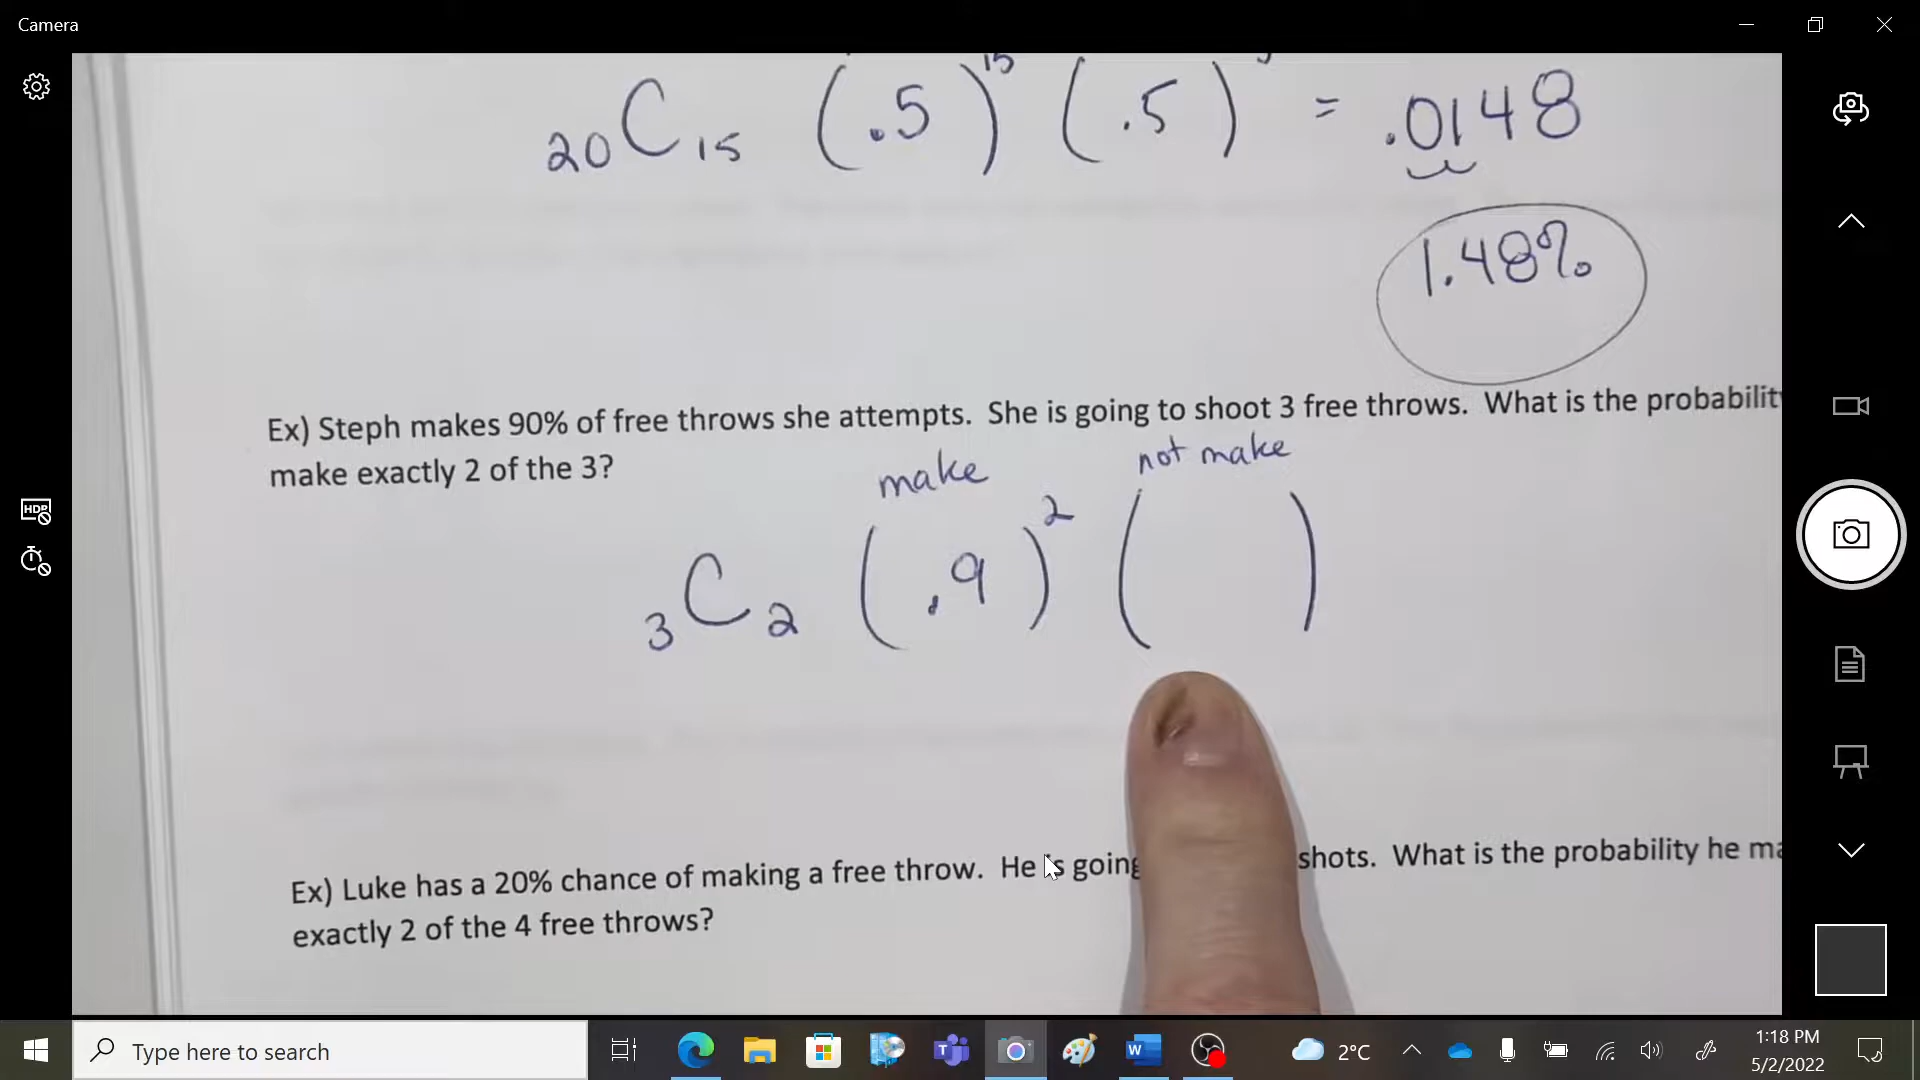 Camera
20C15 (.5)^15 (.5) = .0148
1.48%
Ex) Steph makes 90% of free throws she attempts. She is going to shoot 3 free throws. What is the probability
make exactly 2 of the 3?
make not make
3C2 (.9)^2 ( )
Ex) Luke has a 20% chance of making a free throw. He is going shots. What is the probability he ma
exactly 2 of the 4 free throws?
Type here to search
2°C
1:18 PM
5/2/2022